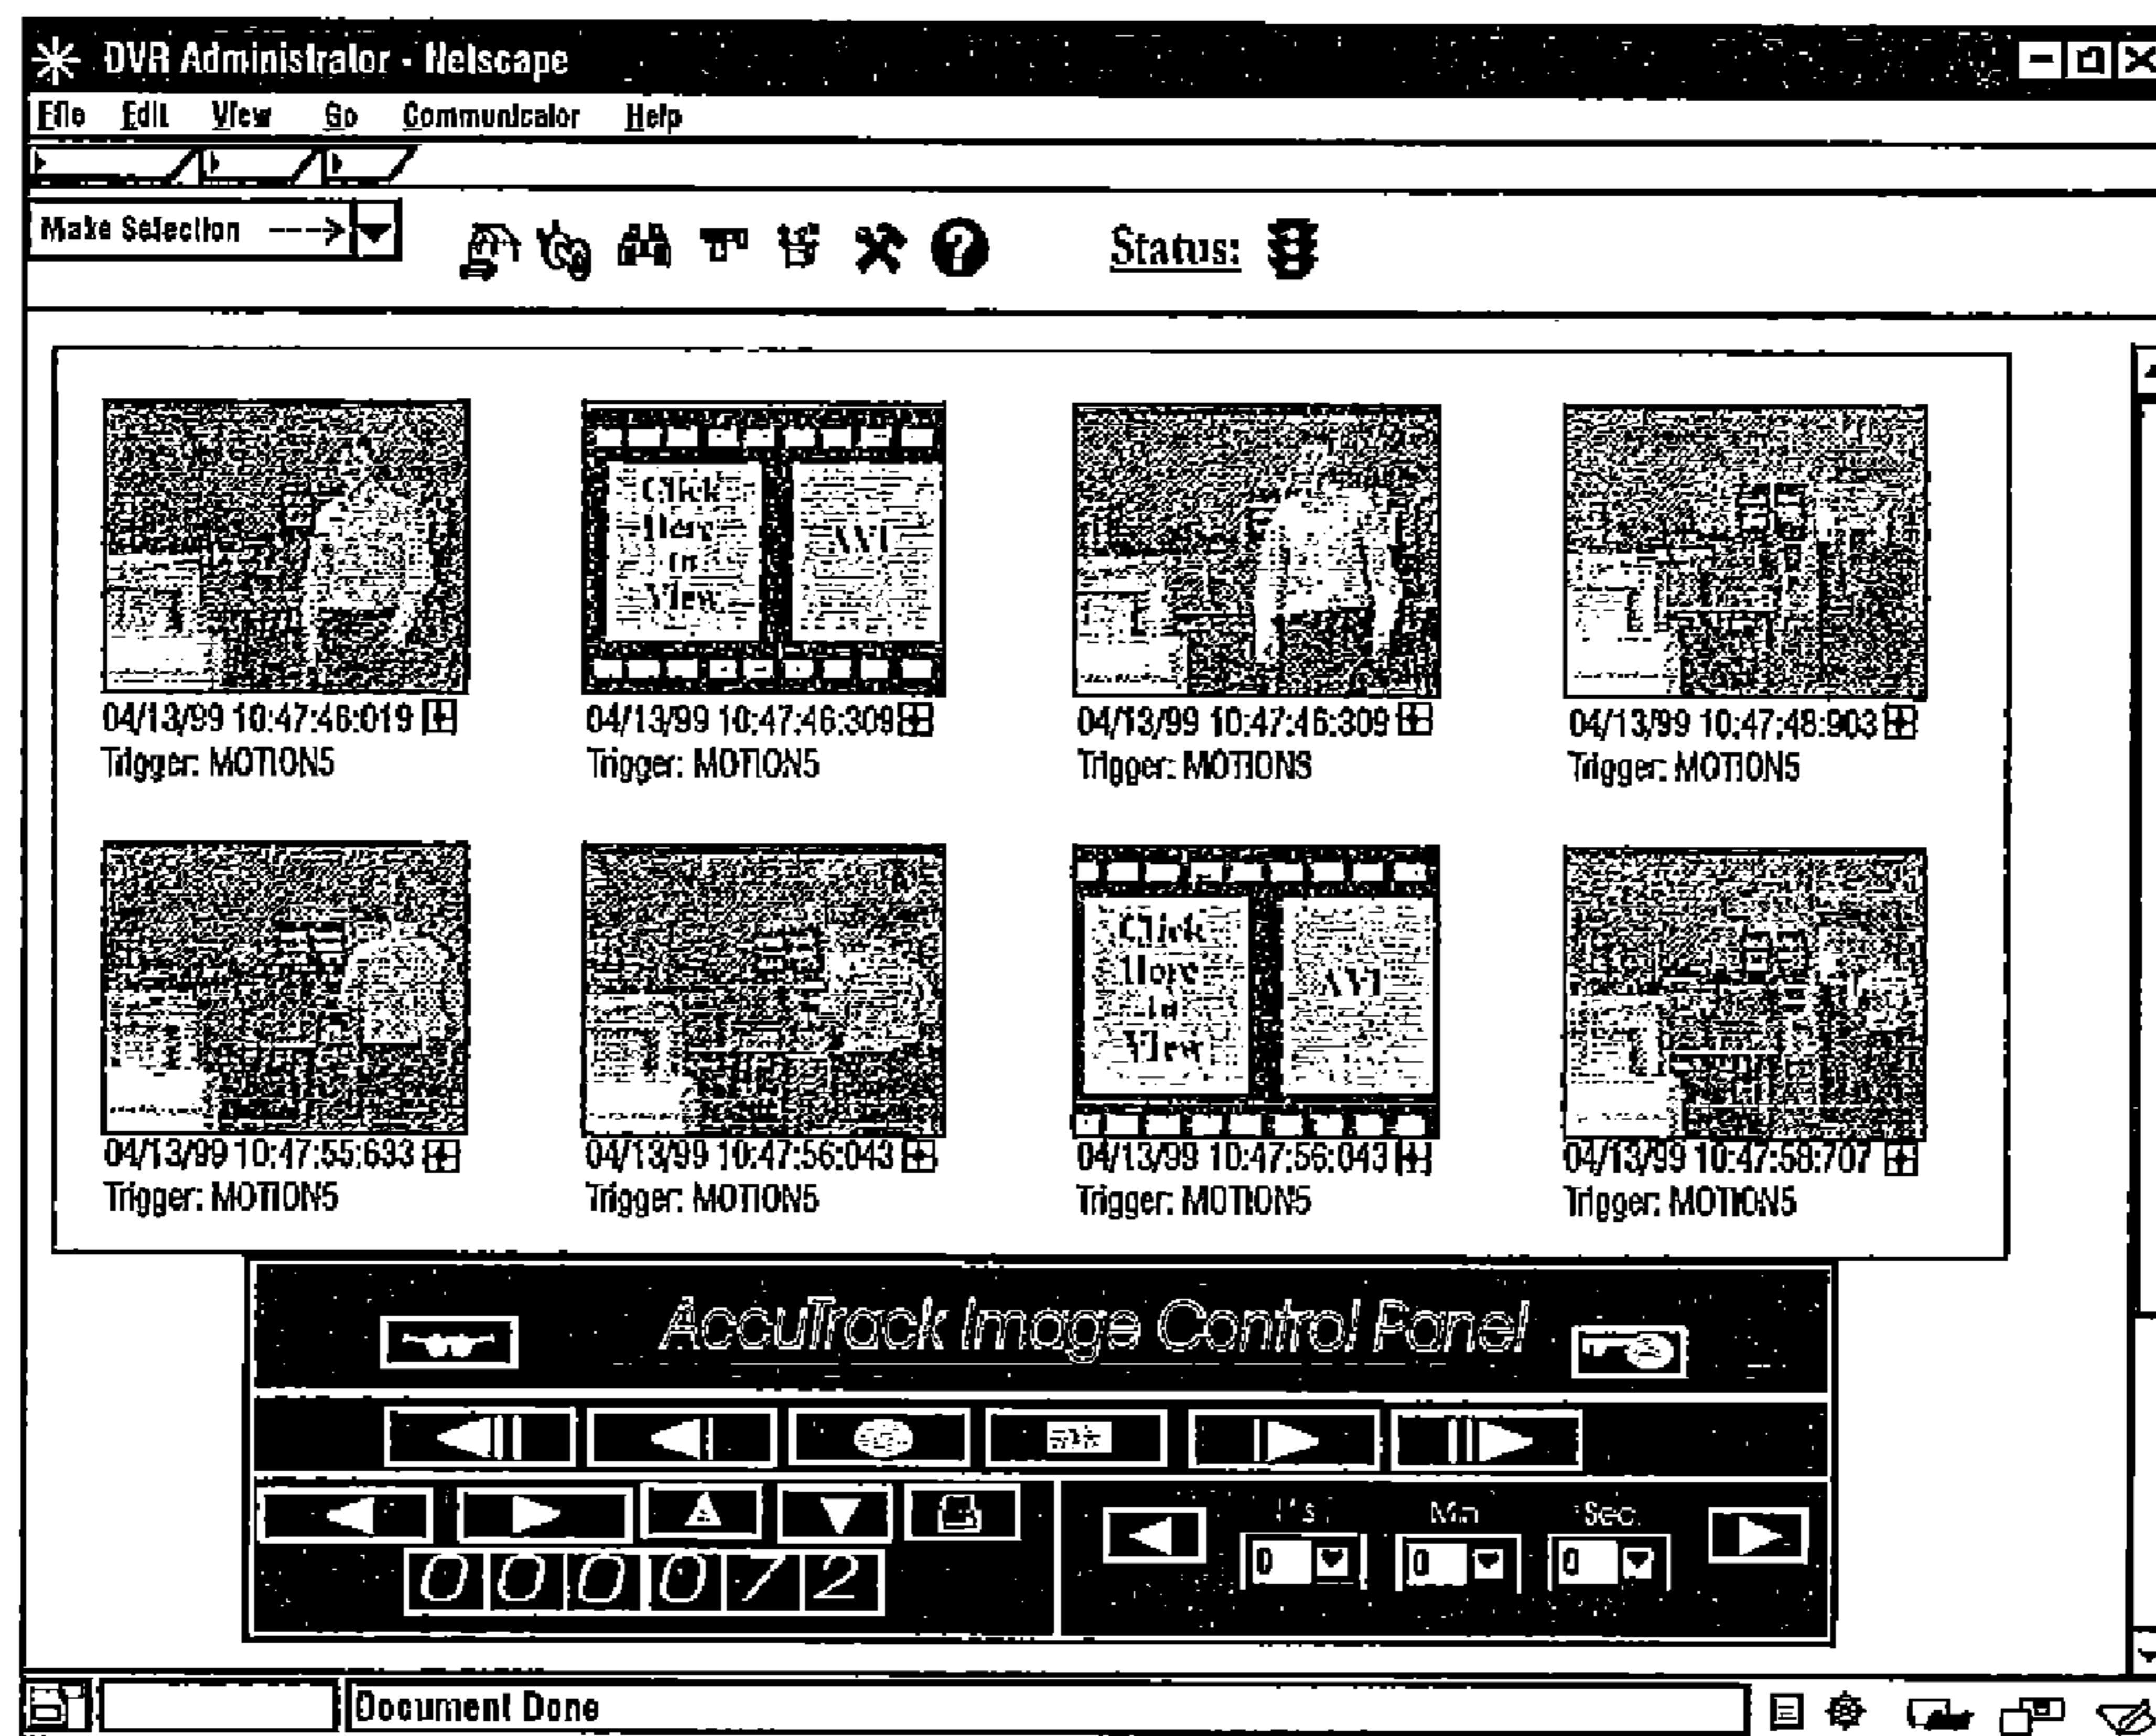 DVR Administrator - Nelscape
File Edit View Go Communicator Help
Make Selection ---->
Status:
Click Here to View AVI
04/13/99 10:47:46:019
Trigger: MOTION5
04/13/99 10:47:46:309
Trigger: MOTION5
04/13/99 10:47:46:309
Trigger: MOTIONS
04/13/99 10:47:48:903
Trigger: MOTION5
Click Here to View AVI
04/13/99 10:47:55:633
Trigger: MOTION5
04/13/99 10:47:56:043
Trigger: MOTION5
04/13/99 10:47:56:043
Trigger: MOTION5
04/13/99 10:47:58:707
Trigger: MOTION5
AccuTrack Image Control Panel
Min Sec
0 0 0
000072
Document Done